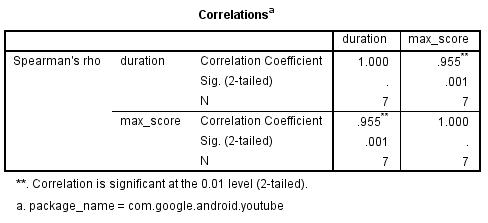 Correlationsa
duration max_score
Spearman's rho duration Correlation Coefficient 1.000 .955**
Sig. (2-tailed) . .001
N 7 7
max_score Correlation Coefficient .955** 1.000
Sig. (2-tailed) .001 .
N 7 7
**. Correlation is significant at the 0.01 level (2-tailed).
a. package_name = com.google.android.youtube